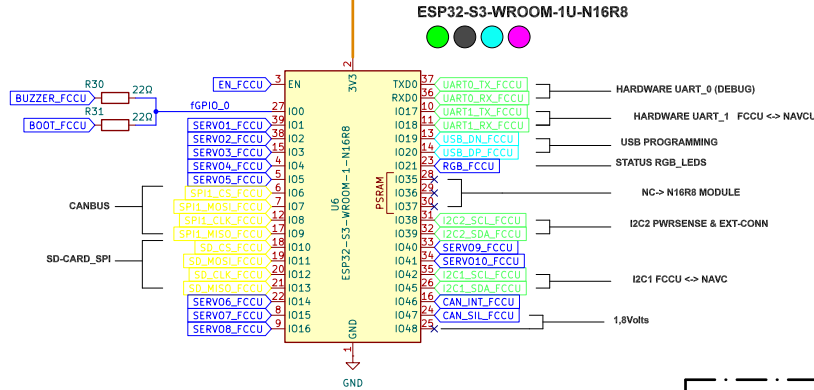 ESP32-S3-WROOM-1U-N16R8
2
3V3
R30
22Ω
BUZZER_FCCU
R31
22Ω
BOOT_FCCU
fGPIO_0
EN_FCCU 3 EN
27 IO0
SERVO1_FCCU 39 IO1
SERVO2_FCCU 38 IO2
SERVO3_FCCU 15 IO3
SERVO4_FCCU 4 IO4
SERVO5_FCCU 5 IO5
SPI1_CS_FCCU 6 IO6
SPI1_MOSI_FCCU 7 IO7
SPI1_CLK_FCCU 12 IO8
SPI1_MISO_FCCU 17 IO9
SD_CS_FCCU 18 IO10
SD_MOSI_FCCU 19 IO11
SD_CLK_FCCU 20 IO12
SD_MISO_FCCU 21 IO13
SERVO6_FCCU 22 IO14
SERVO7_FCCU 8 IO15
SERVO8_FCCU 9 IO16
CANBUS
SD-CARD_SPI
U6
ESP32-S3-WROOM-1-N16R8
PSRAM
TXD0 37 UART0_TX_FCCU
RXD0 36 UART0_RX_FCCU
IO17 10 UART1_TX_FCCU
IO18 11 UART1_RX_FCCU
IO19 13 USB_DN_FCCU
IO20 14 USB_DP_FCCU
IO21 23 RGB_FCCU
IO35 28
IO36 29
IO37 30
IO38 31 I2C2_SCL_FCCU
IO39 32 I2C2_SDA_FCCU
IO40 33 SERVO9_FCCU
IO41 34 SERVO10_FCCU
IO42 35 I2C1_SCL_FCCU
IO45 26 I2C1_SDA_FCCU
IO46 16 CAN_INT_FCCU
IO47 24 CAN_SIL_FCCU
IO48 25
HARDWARE UART_0 (DEBUG)
HARDWARE UART_1 FCCU <-> NAVCU
USB PROGRAMMING
STATUS RGB_LEDS
NC-> N16R8 MODULE
I2C2 PWRSENSE & EXT-CONN
I2C1 FCCU <-> NAVC
1,8Volts
GND
1
GND